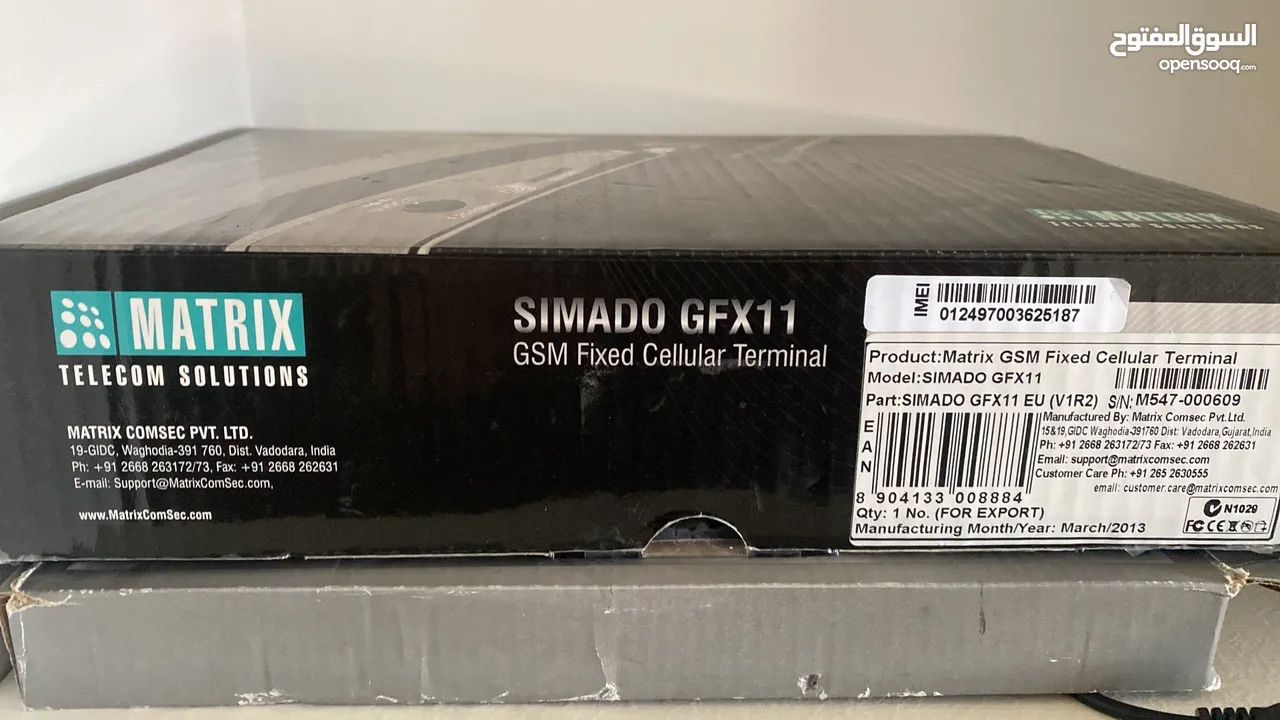 السوق المفتوح
opensooq.com
MATRIX
TELECOM SOLUTIONS
MATRIX
TELECOM SOLUTIONS
MATRIX COMSEC PVT. LTD.
19-GIDC, Waghodia-391 760, Dist. Vadodara, India
Ph: +91 2668 263172/73, Fax: +91 2668 262631
E-mail: Support@MatrixComSec.com,
www.MatrixComSec.com
SIMADO GFX11
GSM Fixed Cellular Terminal
IMEI
012497003625187
Product:Matrix GSM Fixed Cellular Terminal
Model:SIMADO GFX11
Part:SIMADO GFX11 EU (V1R2) S/N: M547-000609
Manufactured By: Matrix Comsec Pvt. Ltd.
15&19,GIDC Waghodia-391760 Dist: Vadodara,Gujarat,India
Ph: +91 2668 263172/73 Fax: +91 2668 262631
Email: support@matrixcomsec.com
Customer Care Ph: +91 265 2630555
email: customer.care@matrixcomsec.com
EAN
8 904133 008884
Qty: 1 No. (FOR EXPORT)
Manufacturing Month/Year: March/2013
N1029
FC CE